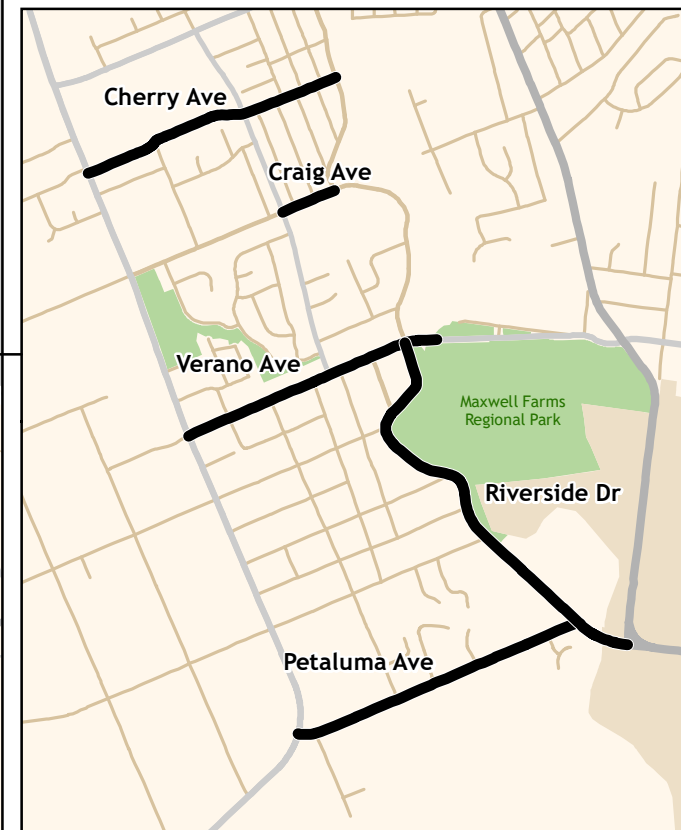 Cherry Ave
Craig Ave
Verano Ave
Maxwell Farms
Regional Park
Riverside Dr
Petaluma Ave